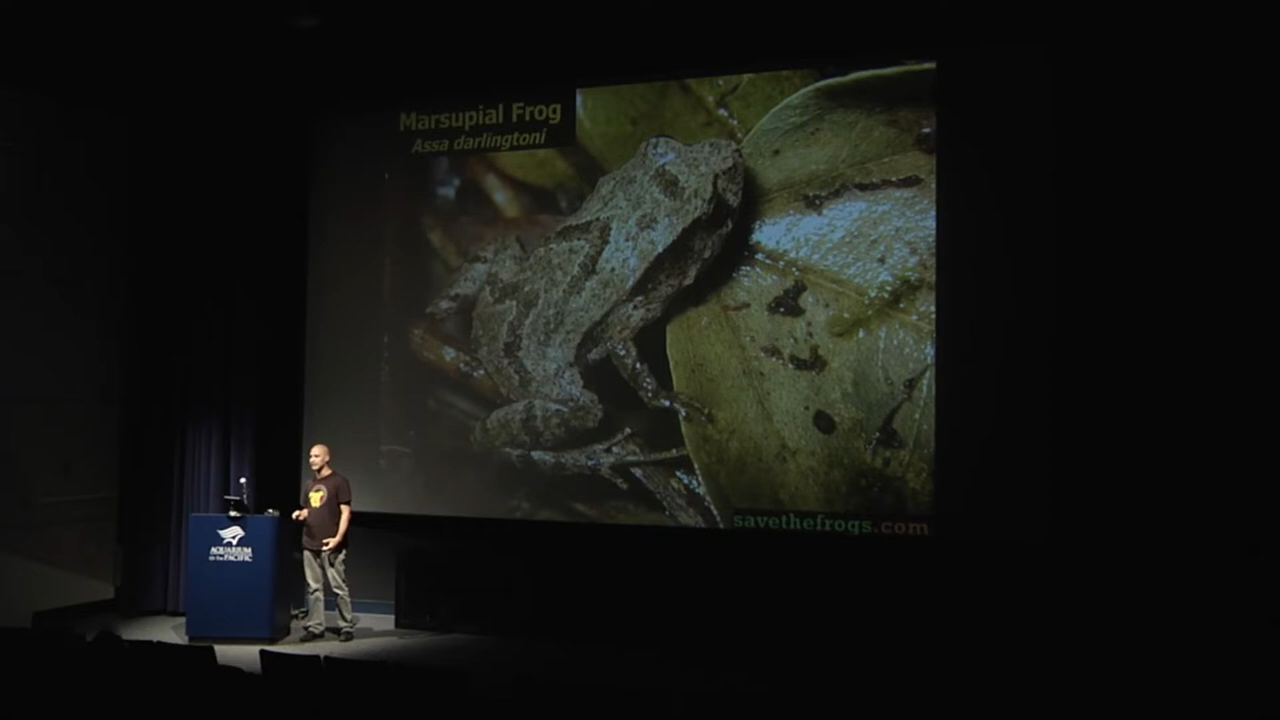 Marsupial Frog
Assa darlingtoni
savethefrogs.com
AQUARIUM
OF THE PACIFIC